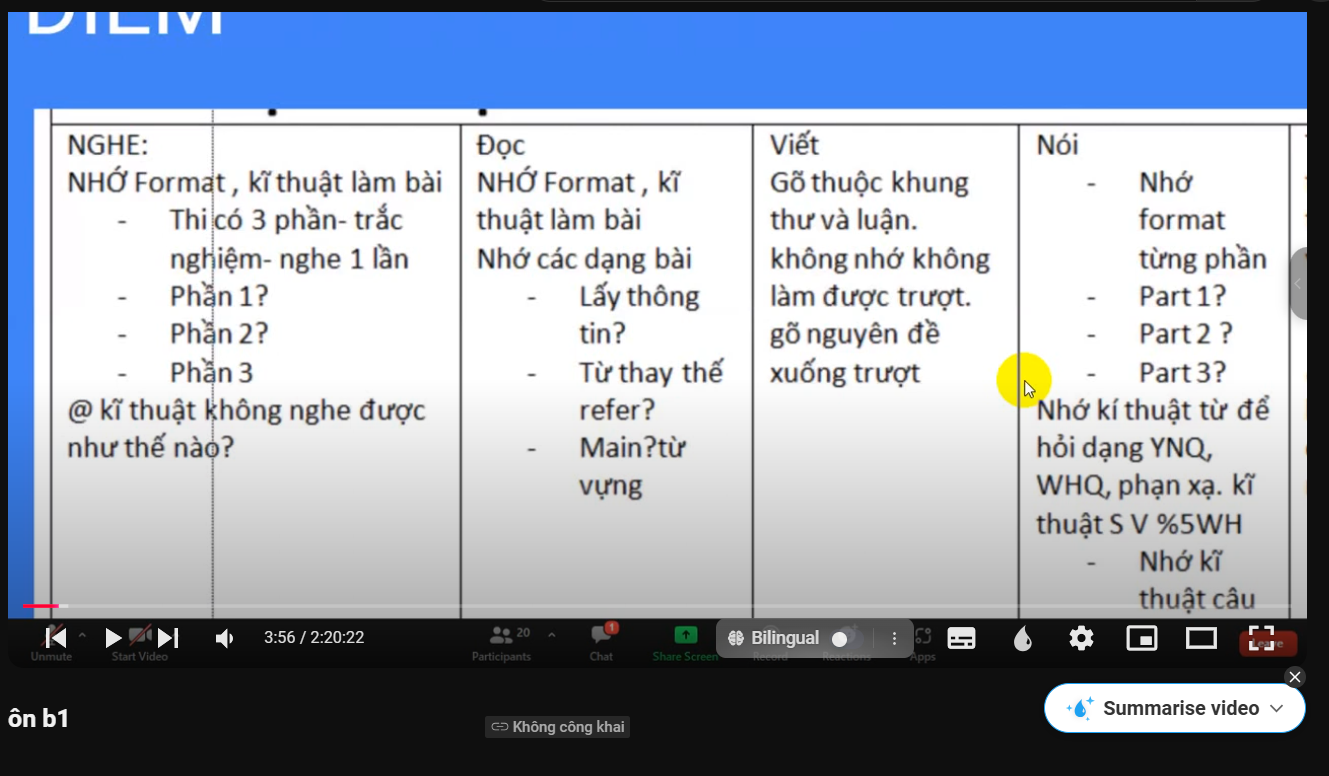 ĐIỂM
NGHE:
NHỚ Format , kĩ thuật làm bài
- Thi có 3 phần- trắc
nghiệm- nghe 1 lần
- Phần 1?
- Phần 2?
- Phần 3
@ kĩ thuật không nghe được
như thế nào?
Đọc
NHỚ Format , kĩ
thuật làm bài
Nhớ các dạng bài
- Lấy thông
tin?
- Từ thay thế
refer?
- Main?từ
vựng
Viết
Gõ thuộc khung
thư và luận.
không nhớ không
làm được trượt.
gõ nguyên đề
xuống trượt
Nói
- Nhớ
format
từng phần
- Part 1?
- Part 2 ?
- Part 3?
Nhớ kí thuật từ để
hỏi dạng YNQ,
WHQ, phạn xạ. kĩ
thuật S V %5WH
- Nhớ kĩ
thuật câu
3:56 / 2:20:22
20
1
Bilingual
Unmute
Start Video
Participants
Chat
Share Screen
Record
Reactions
Apps
Leave
Summarise video
ôn b1
Không công khai